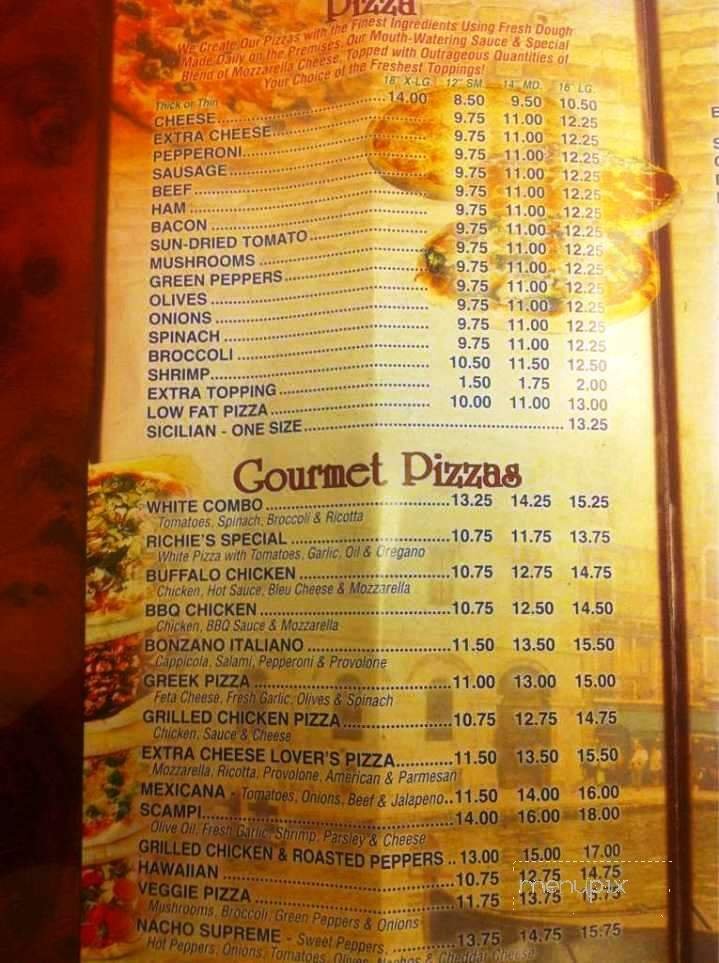 Pizza
We Create Our Pizzas with the Finest Ingredients Using Fresh Dough
Made Daily on the Premises. Our Mouth-Watering Sauce & Special
Blend of Mozzarella Cheese, Topped with Outrageous Quantities of
Your Choice of the Freshest Toppings!
Thick or Thin 18" X-LG. 12" SM. 14" MD. 16" LG.
CHEESE 14.00 8.50 9.50 10.50
EXTRA CHEESE 9.75 11.00 12.25
PEPPERONI 9.75 11.00 12.25
SAUSAGE 9.75 11.00 12.25
BEEF 9.75 11.00 12.25
HAM 9.75 11.00 12.25
BACON 9.75 11.00 12.25
SUN-DRIED TOMATO 9.75 11.00 12.25
MUSHROOMS 9.75 11.00 12.25
GREEN PEPPERS 9.75 11.00 12.25
OLIVES 9.75 11.00 12.25
ONIONS 9.75 11.00 12.25
SPINACH 9.75 11.00 12.25
BROCCOLI 9.75 11.00 12.25
SHRIMP 10.50 11.50 12.50
EXTRA TOPPING 1.50 1.75 2.00
LOW FAT PIZZA 10.00 11.00 13.00
SICILIAN - ONE SIZE 13.25
Gourmet Pizzas
WHITE COMBO 13.25 14.25 15.25
Tomatoes, Spinach, Broccoli & Ricotta
RICHIE'S SPECIAL 10.75 11.75 13.75
White Pizza with Tomatoes, Garlic, Oil & Oregano
BUFFALO CHICKEN 10.75 12.75 14.75
Chicken, Hot Sauce, Bleu Cheese & Mozzarella
BBQ CHICKEN 10.75 12.50 14.50
Chicken, BBQ Sauce & Mozzarella
BONZANO ITALIANO 11.50 13.50 15.50
Cappicola, Salami, Pepperoni & Provolone
GREEK PIZZA 11.00 13.00 15.00
Feta Cheese, Fresh Garlic, Olives & Spinach
GRILLED CHICKEN PIZZA 10.75 12.75 14.75
Chicken, Sauce & Cheese
EXTRA CHEESE LOVER'S PIZZA 11.50 13.50 15.50
Mozzarella, Ricotta, Provolone, American & Parmesan
MEXICANA - Tomatoes, Onions, Beef & Jalapeno 11.50 14.00 16.00
SCAMPI 14.00 16.00 18.00
Olive Oil, Fresh Garlic, Shrimp, Parsley & Cheese
GRILLED CHICKEN & ROASTED PEPPERS 13.00 15.00 17.00
HAWAIIAN 10.75 12.75 14.75
VEGGIE PIZZA 11.75 13.75 15.75
Mushrooms, Broccoli, Green Peppers & Onions
menupix
NACHO SUPREME - Sweet Peppers, 13.75 14.75 15.75
Hot Peppers, Onions, Tomatoes, Olives, Nachos & Cheddar Cheese